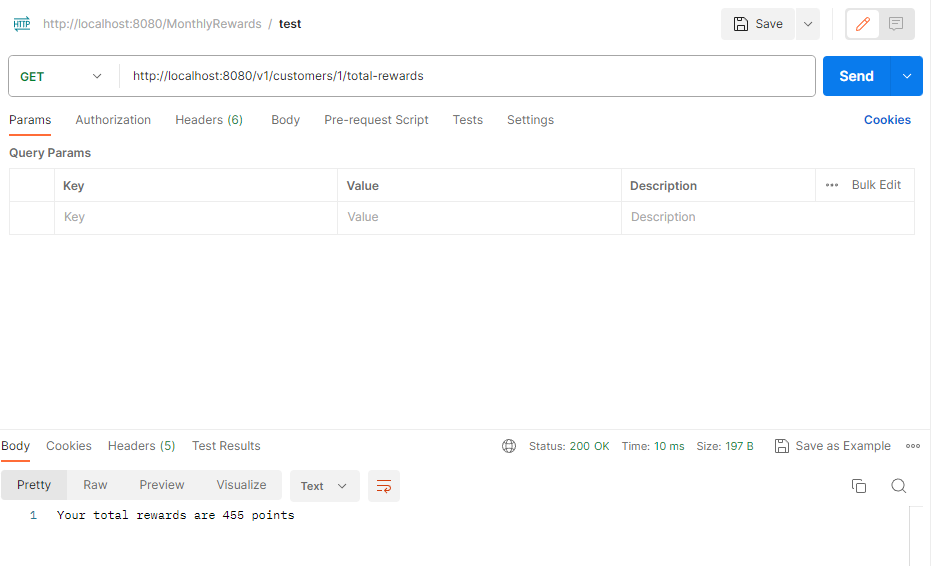 HTTP http://localhost:8080/MonthlyRewards / test Save
GET http://localhost:8080/v1/customers/1/total-rewards Send
Params Authorization Headers (6) Body Pre-request Script Tests Settings Cookies
Query Params
Key Value Description ••• Bulk Edit
Key Value Description
Body Cookies Headers (5) Test Results Status: 200 OK Time: 10 ms Size: 197 B Save as Example
Pretty Raw Preview Visualize Text
1 Your total rewards are 455 points